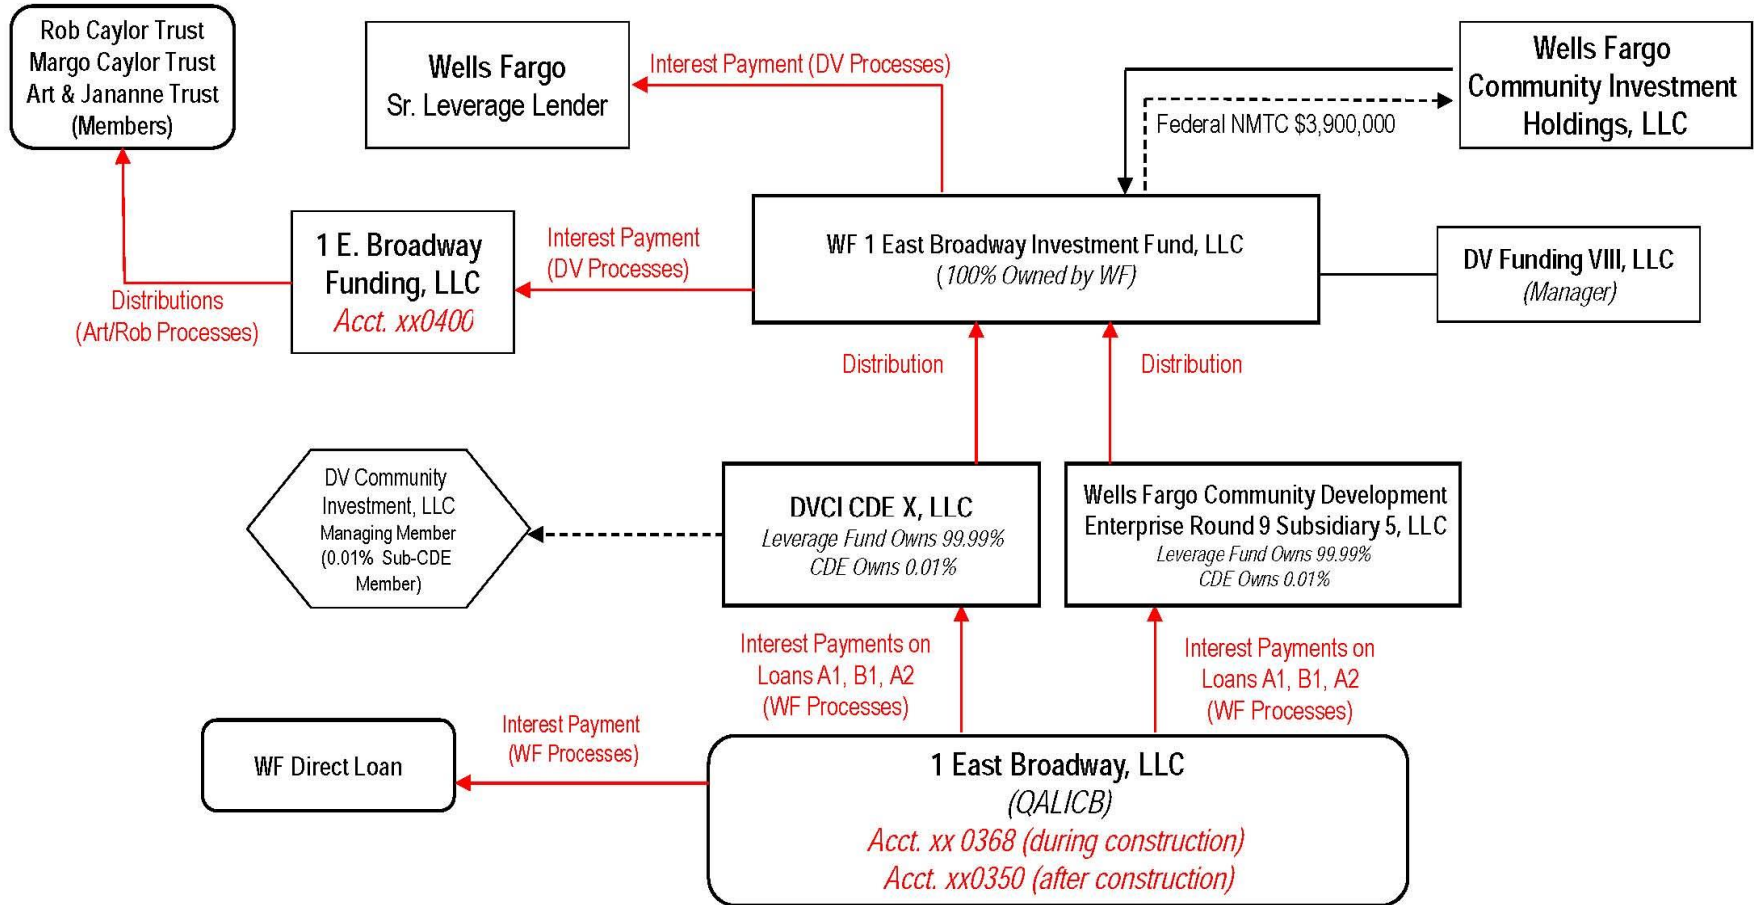 Rob Caylor Trust
Margo Caylor Trust
Art & Jananne Trust
(Members)
Wells Fargo
Sr. Leverage Lender
Interest Payment (DV Processes)
Wells Fargo
Community Investment
Holdings, LLC
Federal NMTC $3,900,000
1 E. Broadway
Funding, LLC
Acct. xx0400
Interest Payment
(DV Processes)
WF 1 East Broadway Investment Fund, LLC
(100% Owned by WF)
DV Funding VIII, LLC
(Manager)
Distributions
(Art/Rob Processes)
Distribution
Distribution
DV Community
Investment, LLC
Managing Member
(0.01% Sub-CDE
Member)
DVCI CDE X, LLC
Leverage Fund Owns 99.99%
CDE Owns 0.01%
Wells Fargo Community Development
Enterprise Round 9 Subsidiary 5, LLC
Leverage Fund Owns 99.99%
CDE Owns 0.01%
Interest Payments on
Loans A1, B1, A2
(WF Processes)
Interest Payments on
Loans A1, B1, A2
(WF Processes)
WF Direct Loan
Interest Payment
(WF Processes)
1 East Broadway, LLC
(QALICB)
Acct. xx 0368 (during construction)
Acct. xx0350 (after construction)